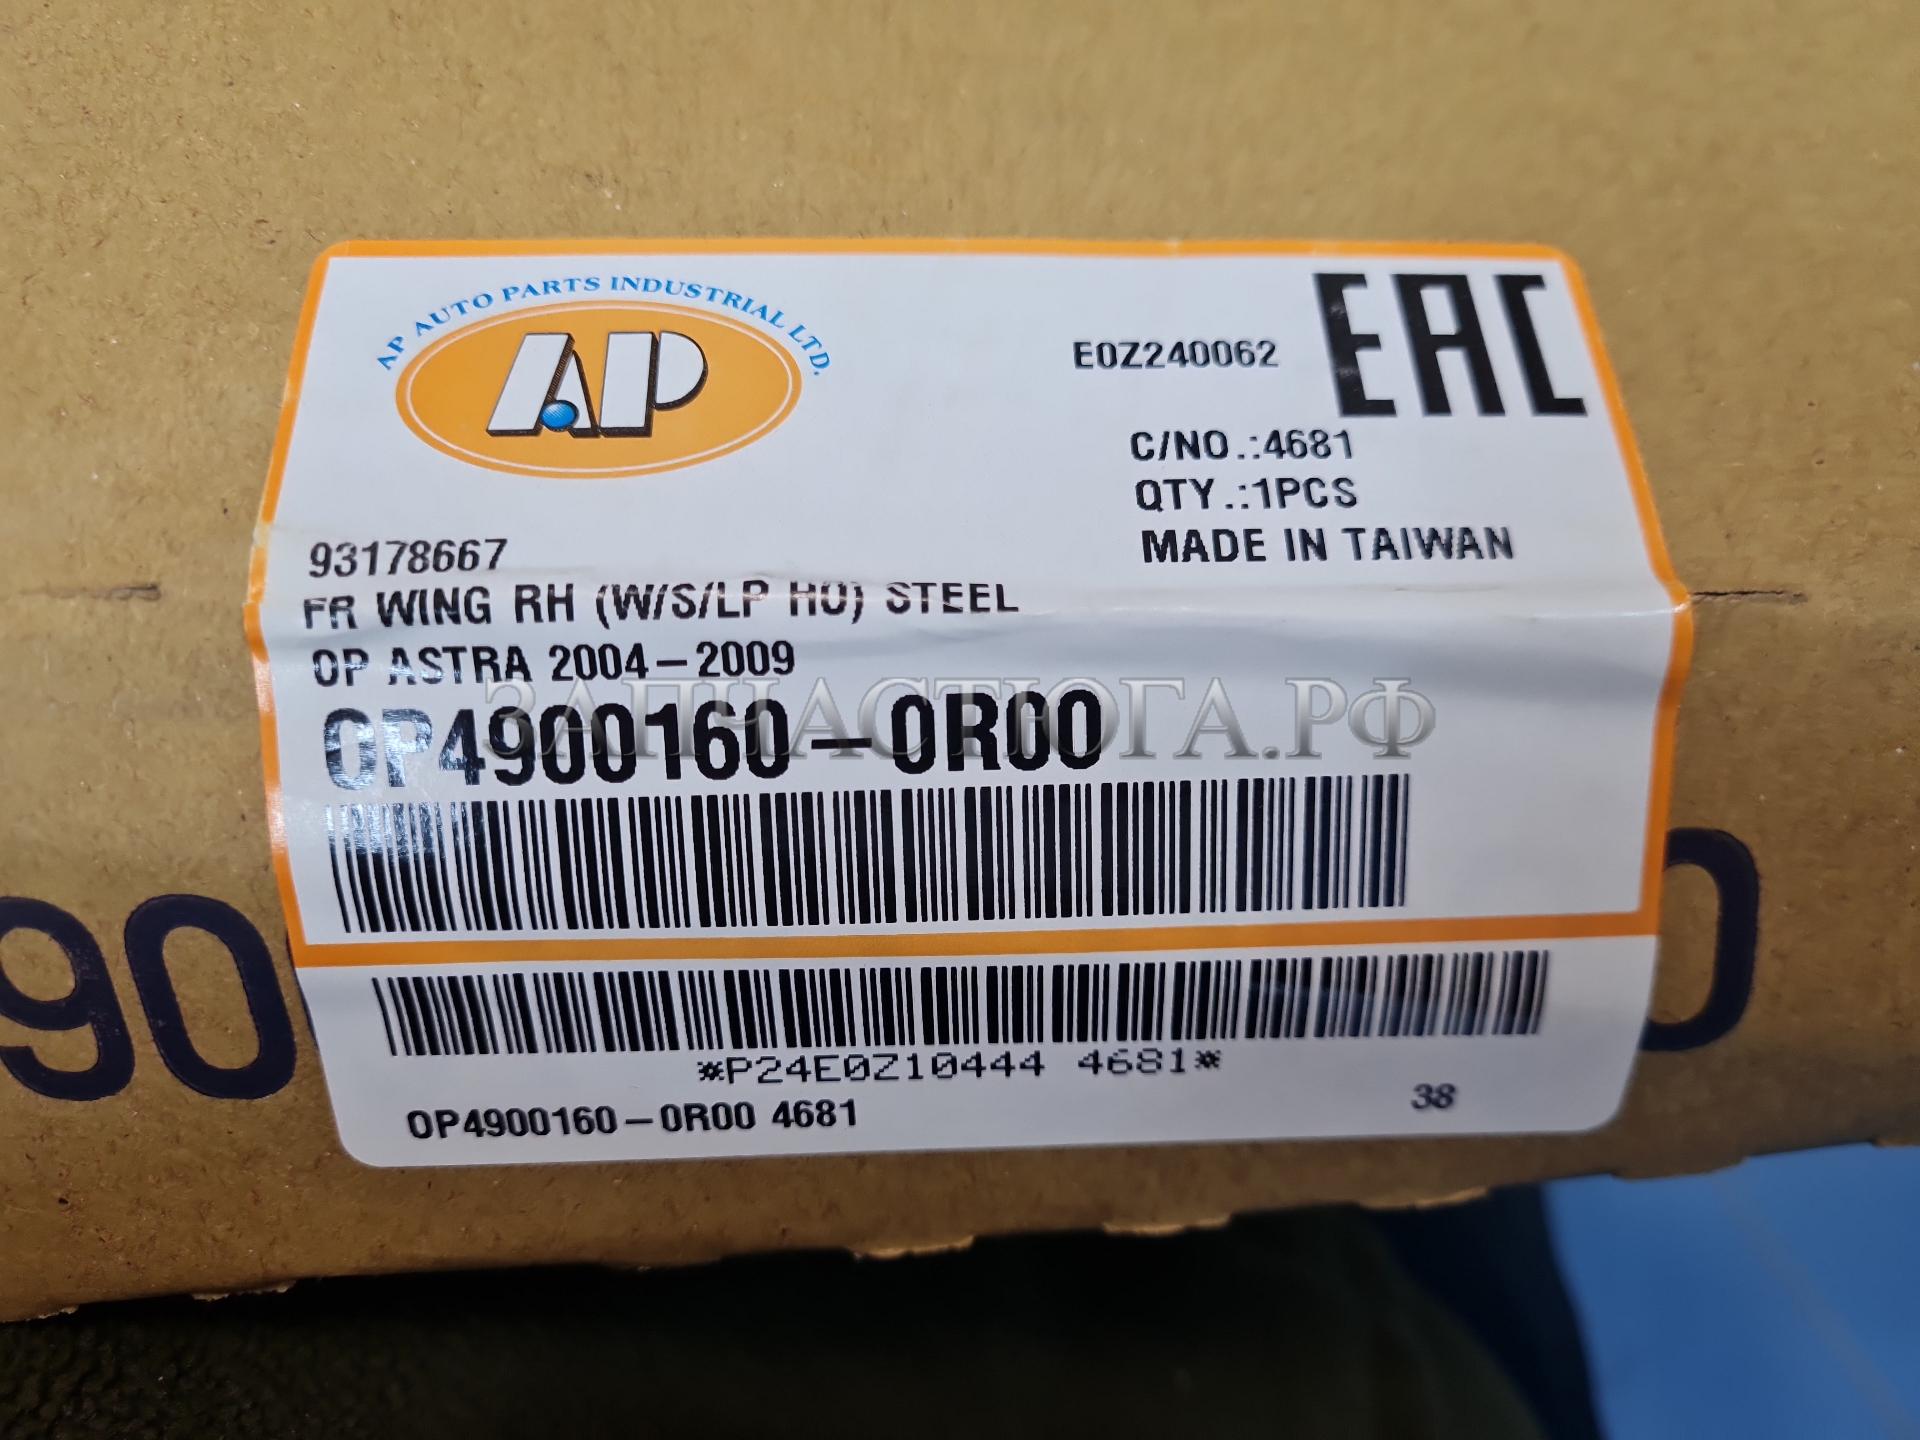 AP AUTO PARTS INDUSTRIAL LTD.
AP
E0Z240062
EAC
C/NO.:4681
QTY.:1PCS
MADE IN TAIWAN
93178667
FR WING RH (W/S/LP HO) STEEL
OP ASTRA 2004-2009
OP4900160-0R00
ЗАПЧАСТЮГА.РФ
*P24E0Z10444 4681*
OP4900160-0R00 4681
38